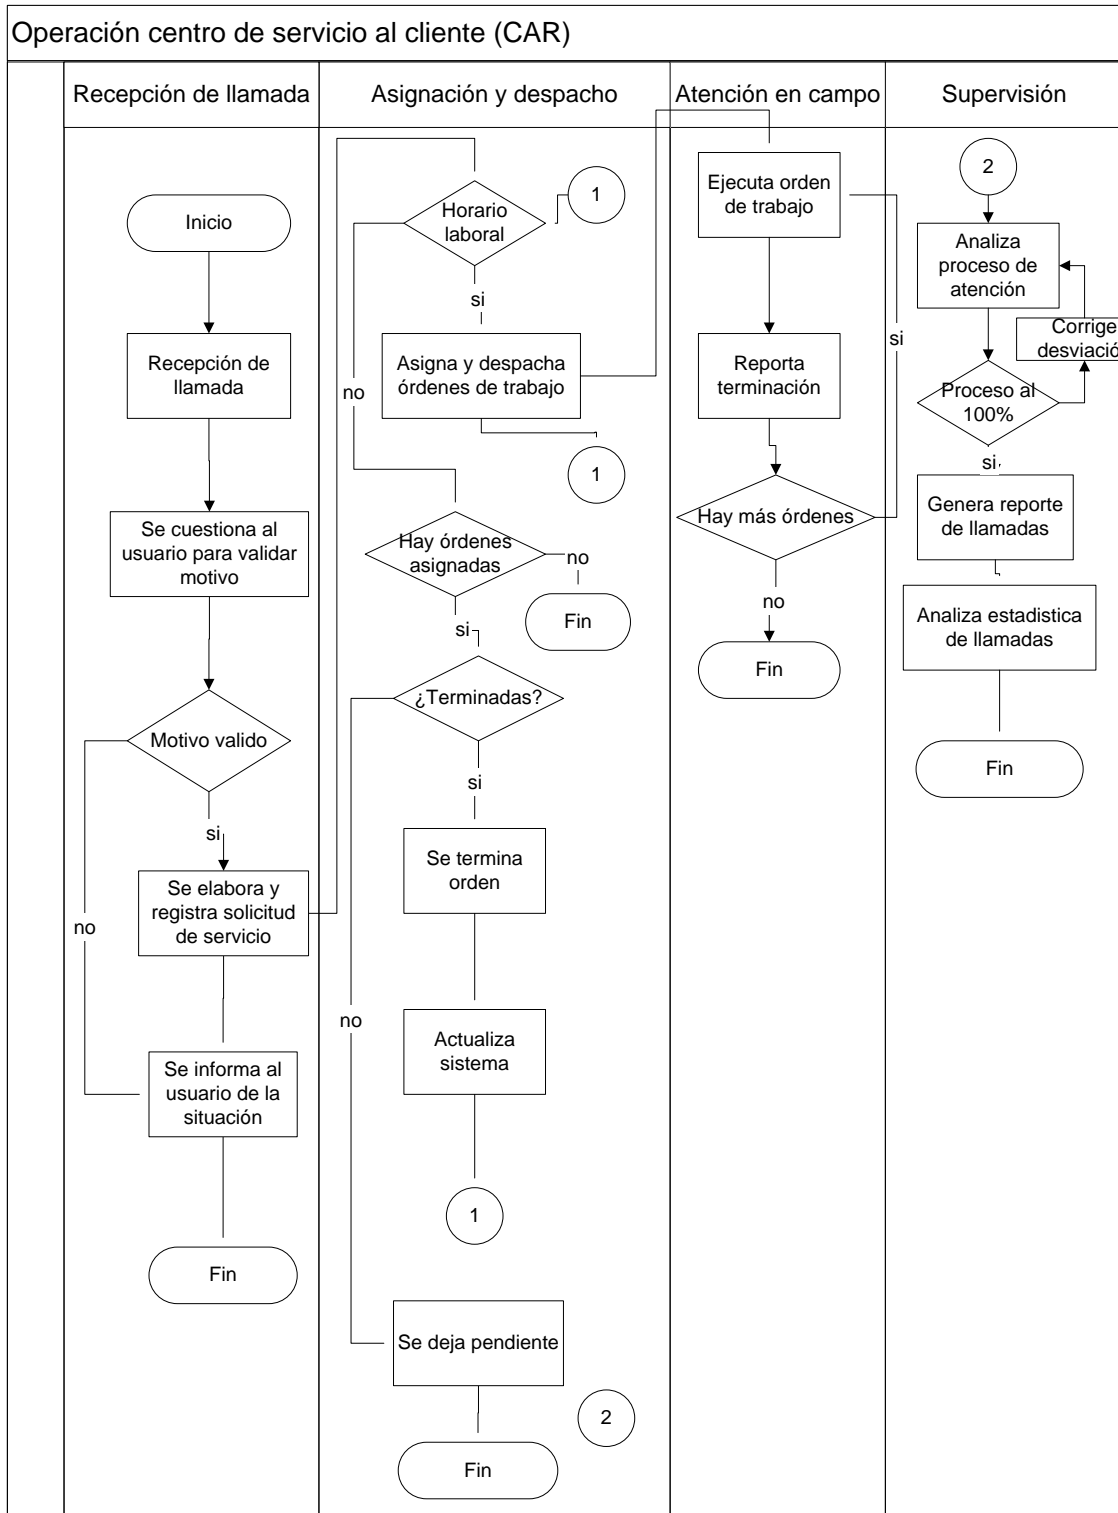 Operación centro de servicio al cliente (CAR)
Recepción de llamada
Asignación y despacho
Atención en campo
Supervisión
Inicio
Recepción de
llamada
Se cuestiona al
usuario para validar
motivo
Motivo valido
si
no
Se elabora y
registra solicitud
de servicio
Se informa al
usuario de la
situación
Fin
Horario
laboral
1
si
no
Asigna y despacha
órdenes de trabajo
1
Hay órdenes
asignadas
no
Fin
si
¿Terminadas?
si
no
Se termina
orden
Actualiza
sistema
1
Se deja pendiente
2
Fin
Ejecuta orden
de trabajo
si
Reporta
terminación
Hay más órdenes
no
Fin
2
Analiza
proceso de
atención
Corrige
desviació
Proceso al
100%
si
Genera reporte
de llamadas
Analiza estadistica
de llamadas
Fin